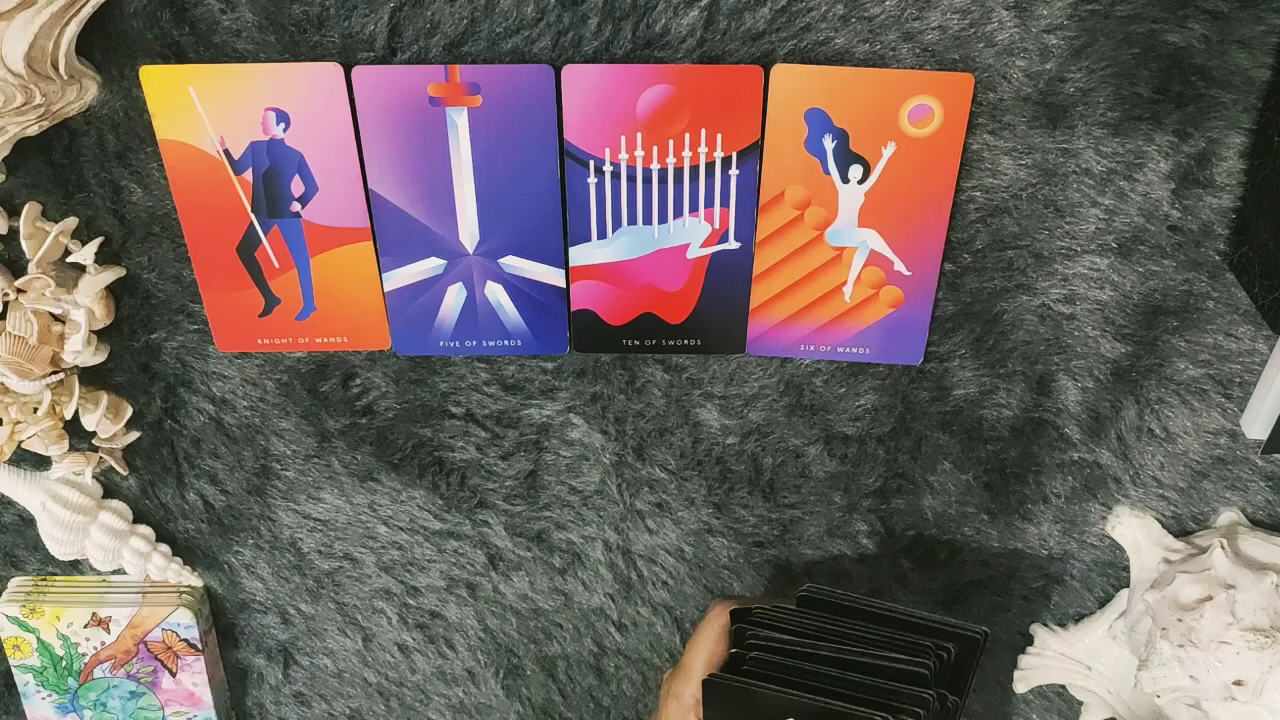 KNIGHT OF WANDS
FIVE OF SWORDS
TEN OF SWORDS
SIX OF WANDS